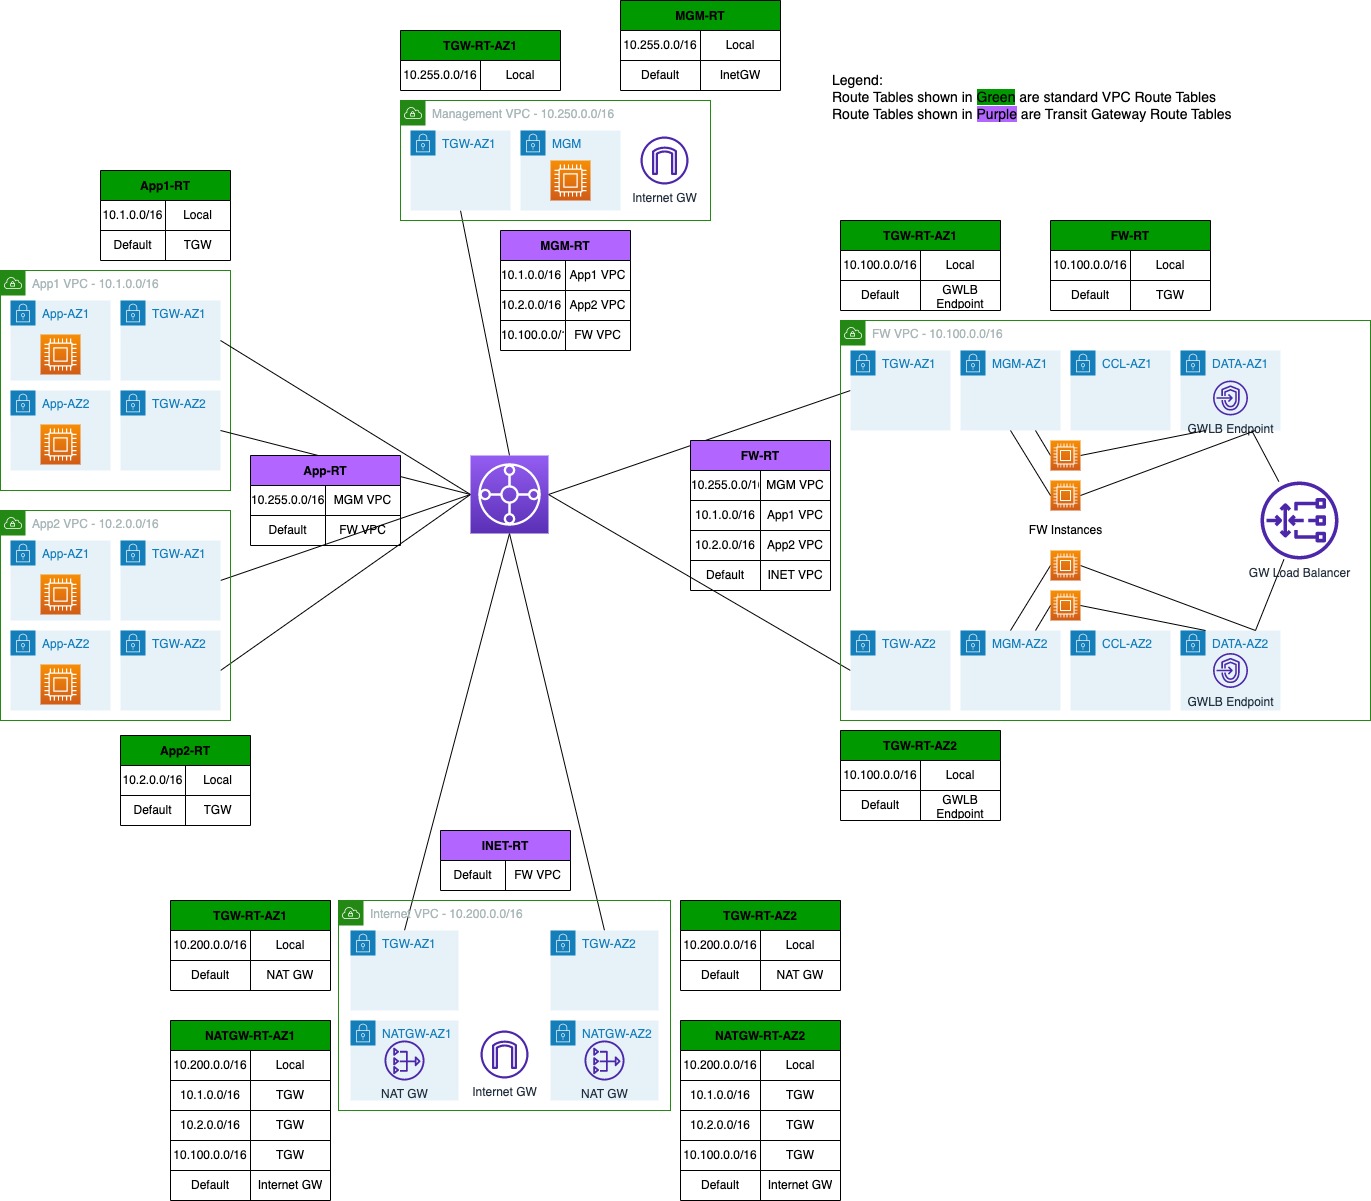 MGM-RT
10.255.0.0/16 Local
Default InetGW
TGW-RT-AZ1
10.255.0.0/16 Local
Legend:
Route Tables shown in Green are standard VPC Route Tables
Route Tables shown in Purple are Transit Gateway Route Tables
Management VPC - 10.250.0.0/16
TGW-AZ1
MGM
Internet GW
App1-RT
10.1.0.0/16 Local
Default TGW
App1 VPC - 10.1.0.0/16
App-AZ1
TGW-AZ1
App-AZ2
TGW-AZ2
MGM-RT
10.1.0.0/16 App1 VPC
10.2.0.0/16 App2 VPC
10.100.0.0/ FW VPC
TGW-RT-AZ1
10.100.0.0/16 Local
Default GWLB
Endpoint
FW-RT
10.100.0.0/16 Local
Default TGW
FW VPC - 10.100.0.0/16
TGW-AZ1
MGM-AZ1
CCL-AZ1
DATA-AZ1
GWLB Endpoint
FW Instances
GW Load Balancer
TGW-AZ2
MGM-AZ2
CCL-AZ2
DATA-AZ2
GWLB Endpoint
App-RT
10.255.0.0/16 MGM VPC
Default FW VPC
FW-RT
10.255.0.0/1 MGM VPC
10.1.0.0/16 App1 VPC
10.2.0.0/16 App2 VPC
Default INET VPC
App2 VPC - 10.2.0.0/16
App-AZ1
TGW-AZ1
App-AZ2
TGW-AZ2
App2-RT
10.2.0.0/16 Local
Default TGW
TGW-RT-AZ2
10.100.0.0/16 Local
Default GWLB
Endpoint
INET-RT
Default FW VPC
TGW-RT-AZ1
10.200.0.0/16 Local
Default NAT GW
Internet VPC - 10.200.0.0/16
TGW-AZ1
TGW-AZ2
NATGW-AZ1
NAT GW
Internet GW
NATGW-AZ2
NAT GW
TGW-RT-AZ2
10.200.0.0/16 Local
Default NAT GW
NATGW-RT-AZ1
10.200.0.0/16 Local
10.1.0.0/16 TGW
10.2.0.0/16 TGW
10.100.0.0/16 TGW
Default Internet GW
NATGW-RT-AZ2
10.200.0.0/16 Local
10.1.0.0/16 TGW
10.2.0.0/16 TGW
10.100.0.0/16 TGW
Default Internet GW